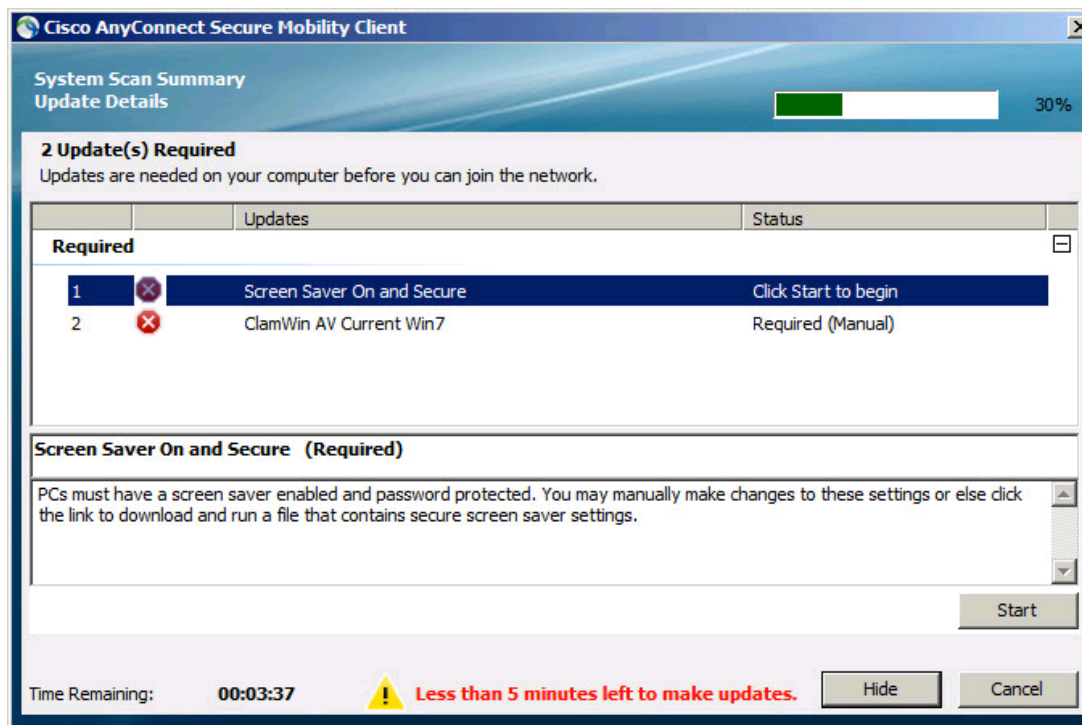 Cisco AnyConnect Secure Mobility Client
System Scan Summary
Update Details
30%
2 Update(s) Required
Updates are needed on your computer before you can join the network.
Updates Status
Required
1 Screen Saver On and Secure Click Start to begin
2 ClamWin AV Current Win7 Required (Manual)
Screen Saver On and Secure (Required)
PCs must have a screen saver enabled and password protected. You may manually make changes to these settings or else click
the link to download and run a file that contains secure screen saver settings.
Start
Time Remaining: 00:03:37 Less than 5 minutes left to make updates. Hide Cancel